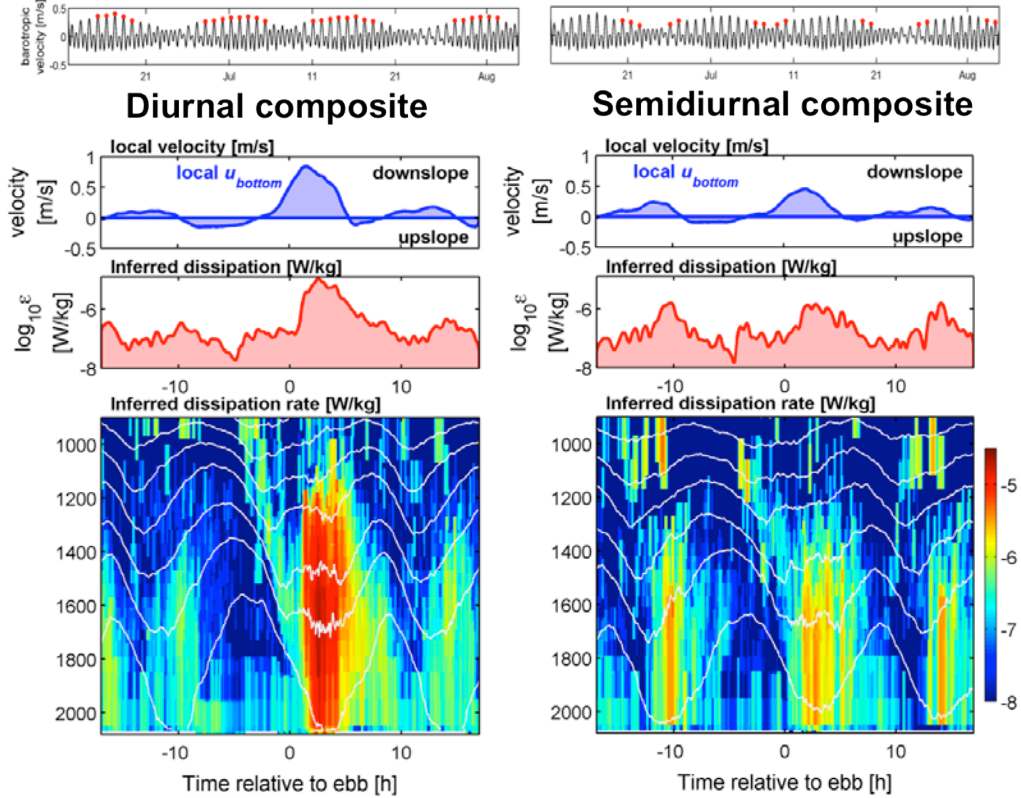 barotropic
velocity [m/s]
0.5
0
-0.5
21 Jul 11 21 Aug
21 Jul 11 21 Aug
Diurnal composite
Semidiurnal composite
local velocity [m/s]
velocity
[m/s]
1
0.5
0
-0.5
local u bottom
downslope
upslope
Inferred dissipation [W/kg]
log10ε
[W/kg]
-6
-8
-10 0 10
Inferred dissipation rate [W/kg]
1000
1200
1400
1600
1800
2000
-10 0 10
Time relative to ebb [h]
local velocity [m/s]
velocity
[m/s]
1
0.5
0
-0.5
local u bottom
downslope
upslope
Inferred dissipation [W/kg]
log10ε
[W/kg]
-6
-8
-10 0 10
Inferred dissipation rate [W/kg]
1000
1200
1400
1600
1800
2000
-10 0 10
Time relative to ebb [h]
-5
-6
-7
-8